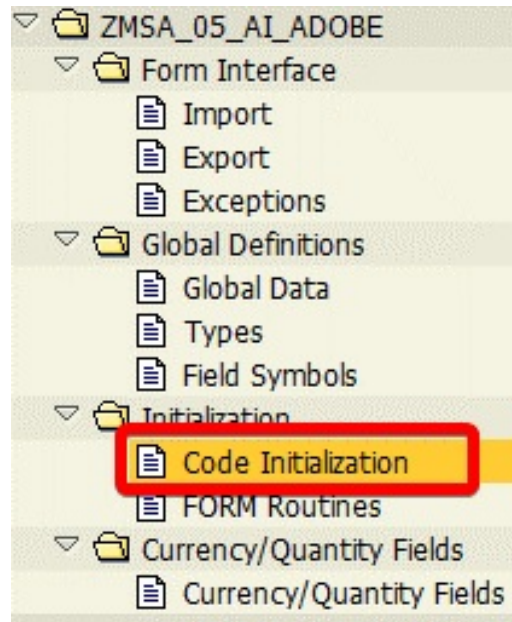 ZMSA_05_AI_ADOBE
Form Interface
Import
Export
Exceptions
Global Definitions
Global Data
Types
Field Symbols
Initialization
Code Initialization
FORM Routines
Currency/Quantity Fields
Currency/Quantity Fields